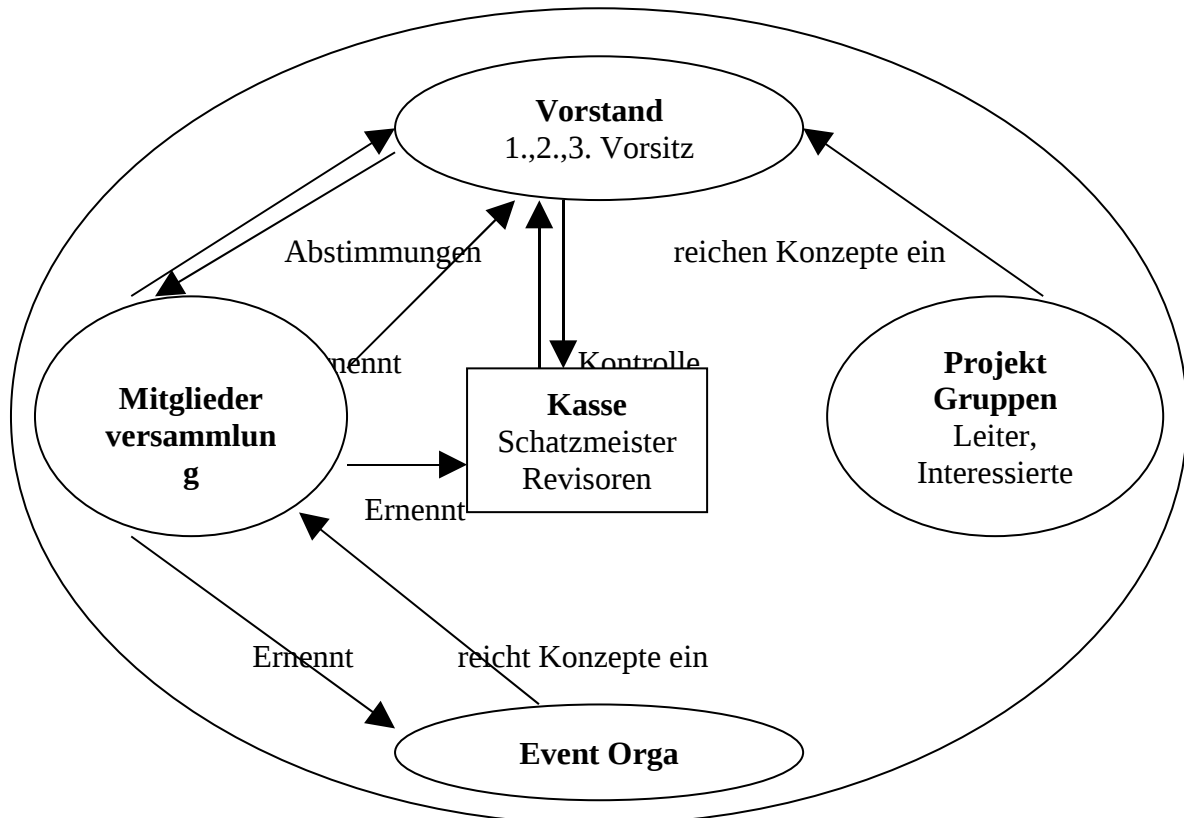 Vorstand
1.,2.,3. Vorsitz
Abstimmungen
reichen Konzepte ein
nennt
Kontrolle
Projekt
Gruppen
Leiter,
Interessierte
Mitglieder
versammlun
g
Kasse
Schatzmeister
Revisoren
Ernennt
Ernennt
reicht Konzepte ein
Event Orga